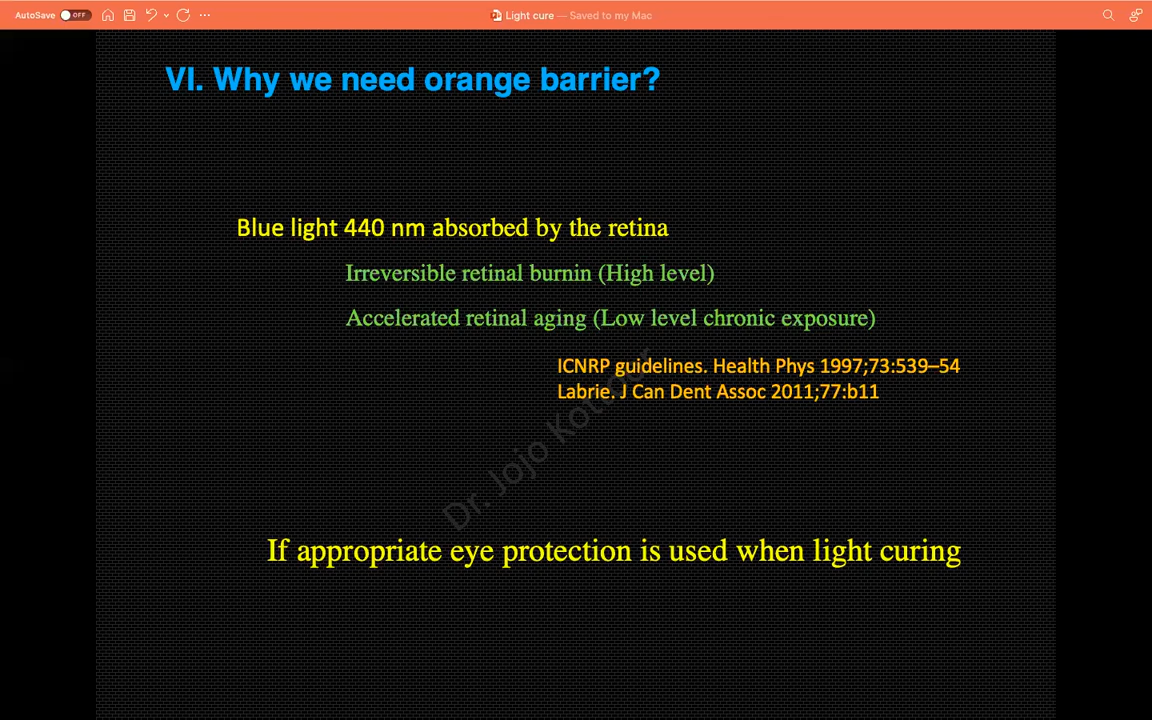 AutoSave OFF
Light cure — Saved to my Mac
VI. Why we need orange barrier?
Blue light 440 nm absorbed by the retina
Irreversible retinal burnin (High level)
Accelerated retinal aging (Low level chronic exposure)
ICNRP guidelines. Health Phys 1997;73:539–54
Labrie. J Can Dent Assoc 2011;77:b11
Dr. Jojo
If appropriate eye protection is used when light curing